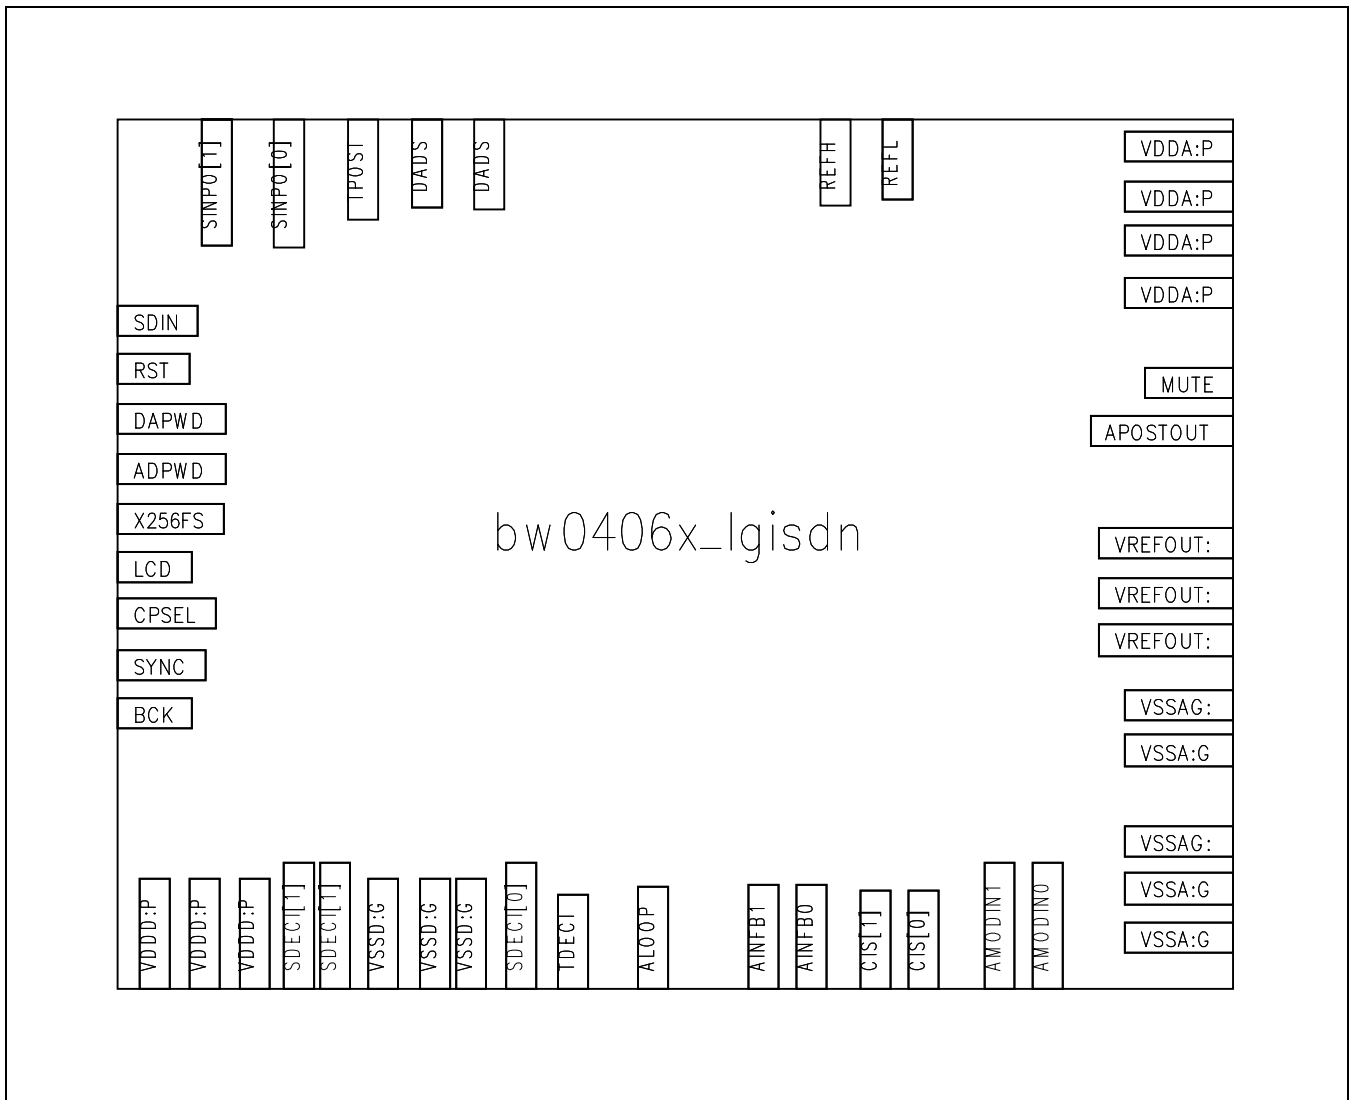 SINPO[1]
SINPO[0]
TPOST
DADS
DADS
REFH
REFL
VDDA:P
VDDA:P
VDDA:P
VDDA:P
SDIN
RST
DAPWD
ADPWD
X256FS
LCD
CPSEL
SYNC
BCK
bw0406x_lgisdn
MUTE
APOSTOUT
VREFOUT:
VREFOUT:
VREFOUT:
VSSAG:
VSSA:G
VSSAG:
VSSA:G
VSSA:G
VDDD:P
VDDD:P
VDDD:P
SDECI[1]
SDECI[1]
VSSD:G
VSSD:G
VSSD:G
SDECI[0]
TDECI
ALOOP
AINFB1
AINFB0
CIS[1]
CIS[0]
AMODIN1
AMODIN0